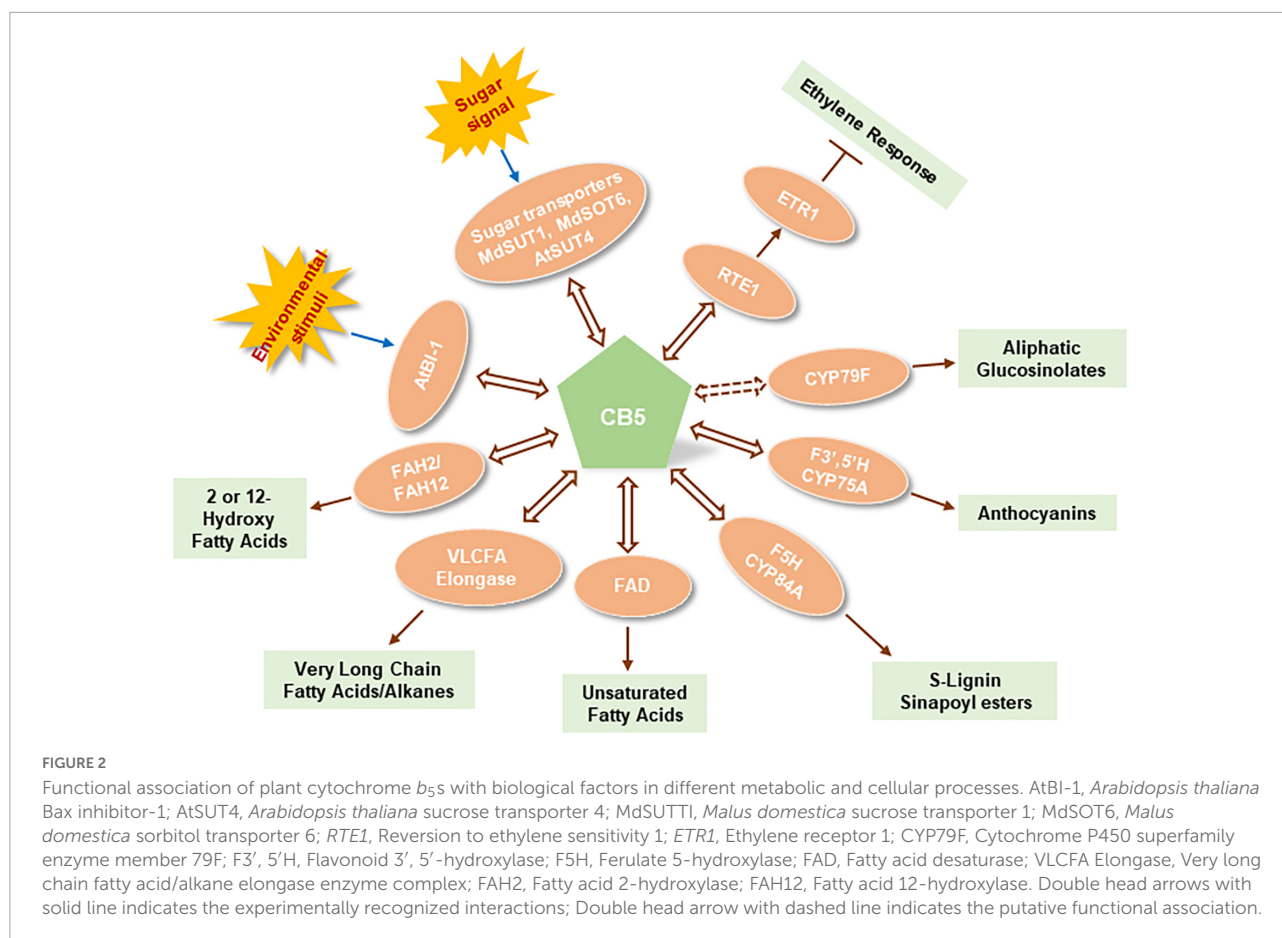 Sugar
signal
Ethylene Response
Sugar transporters
MdSUT1, MdSOT6,
AtSUT4
ETR1
RTE1
Environmental
stimuli
AtBI-1
CYP79F
Aliphatic
Glucosinolates
CB5
F3',5'H
CYP75A
Anthocyanins
FAH2/
FAH12
2 or 12-
Hydroxy
Fatty Acids
VLCFA
Elongase
FAD
F5H
CYP84A
Very Long Chain
Fatty Acids/Alkanes
Unsaturated
Fatty Acids
S-Lignin
Sinapoyl esters
FIGURE 2
Functional association of plant cytochrome b5s with biological factors in different metabolic and cellular processes. AtBI-1, Arabidopsis thaliana
Bax inhibitor-1; AtSUT4, Arabidopsis thaliana sucrose transporter 4; MdSUTTI, Malus domestica sucrose transporter 1; MdSOT6, Malus
domestica sorbitol transporter 6; RTE1, Reversion to ethylene sensitivity 1; ETR1, Ethylene receptor 1; CYP79F, Cytochrome P450 superfamily
enzyme member 79F; F3′, 5′H, Flavonoid 3′, 5′-hydroxylase; F5H, Ferulate 5-hydroxylase; FAD, Fatty acid desaturase; VLCFA Elongase, Very long
chain fatty acid/alkane elongase enzyme complex; FAH2, Fatty acid 2-hydroxylase; FAH12, Fatty acid 12-hydroxylase. Double head arrows with
solid line indicates the experimentally recognized interactions; Double head arrow with dashed line indicates the putative functional association.